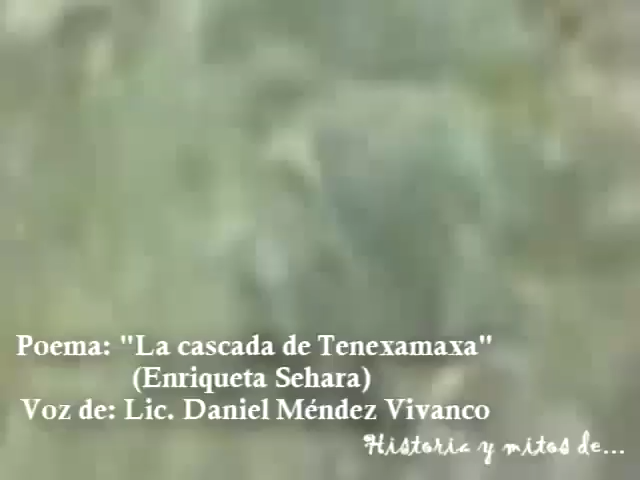 Poema: "La cascada de Tenexamaxa"
(Enriqueta Sehara)
Voz de: Lic. Daniel Méndez Vivanco
Historia y mitos de...